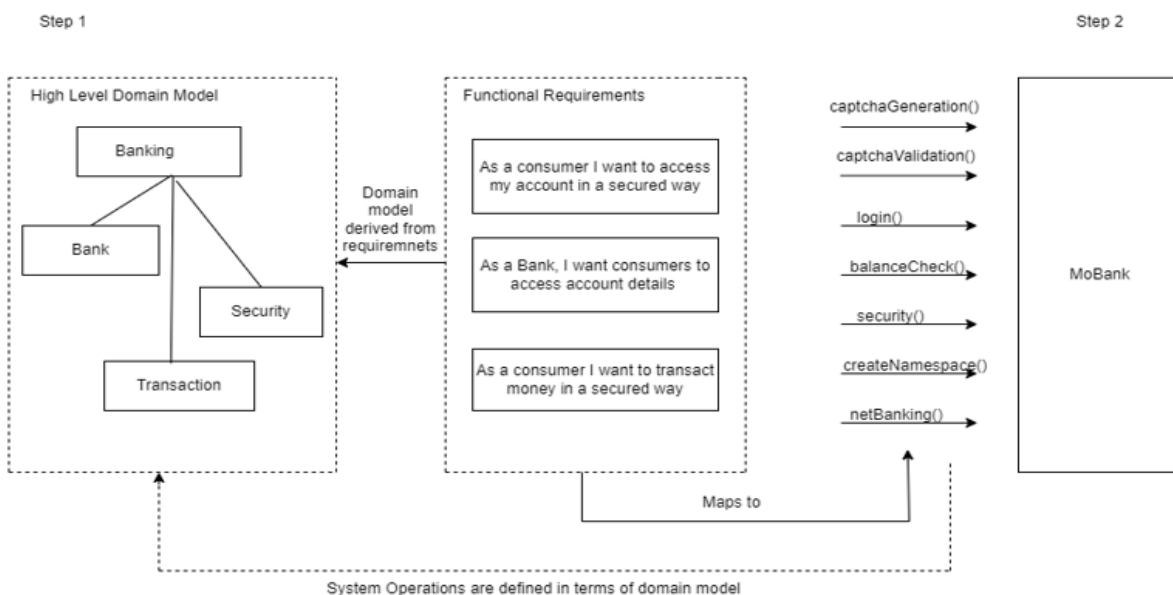 Step 1
Step 2
High Level Domain Model
Banking
Bank
Security
Transaction
Domain
model
derived from
requiremnets
Functional Requirements
As a consumer I want to access
my account in a secured way
As a Bank, I want consumers to
access account details
As a consumer I want to transact
money in a secured way
captchaGeneration()
captchaValidation()
login()
balanceCheck()
security()
createNamespace()
netBanking()
MoBank
Maps to
System Operations are defined in terms of domain model